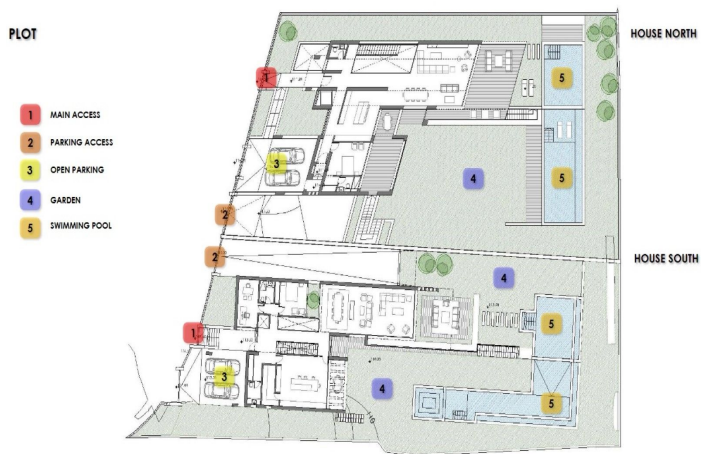 PLOT
HOUSE NORTH
1 MAIN ACCESS
2 PARKING ACCESS
3 OPEN PARKING
4 GARDEN
5 SWIMMING POOL
1
5
3
4
5
2
HOUSE SOUTH
2
4
5
1
3
4
5